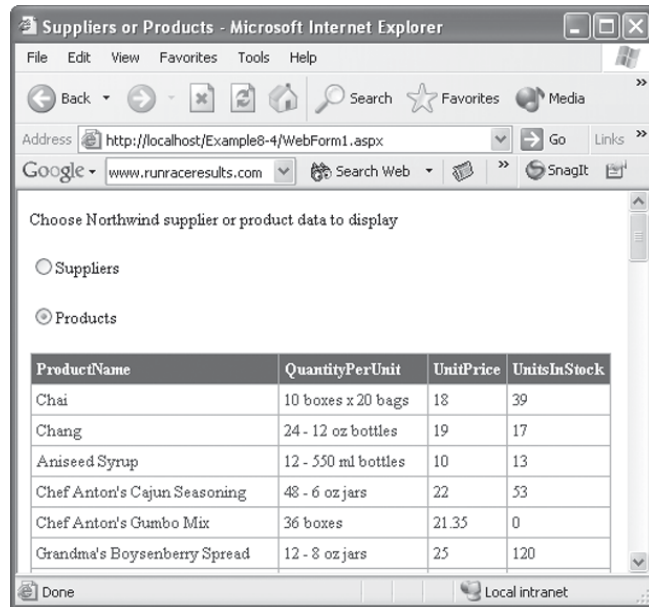 Suppliers or Products - Microsoft Internet Explorer
File Edit View Favorites Tools Help
Back Search Favorites Media »
Address http://localhost/Example8-4/WebForm1.aspx Go Links »
Google www.runraceresults.com Search Web » SnagIt
Choose Northwind supplier or product data to display
Suppliers
Products
ProductName QuantityPerUnit UnitPrice UnitsInStock
Chai 10 boxes x 20 bags 18 39
Chang 24 - 12 oz bottles 19 17
Aniseed Syrup 12 - 550 ml bottles 10 13
Chef Anton's Cajun Seasoning 48 - 6 oz jars 22 53
Chef Anton's Gumbo Mix 36 boxes 21.35 0
Grandma's Boysenberry Spread 12 - 8 oz jars 25 120
Done Local intranet